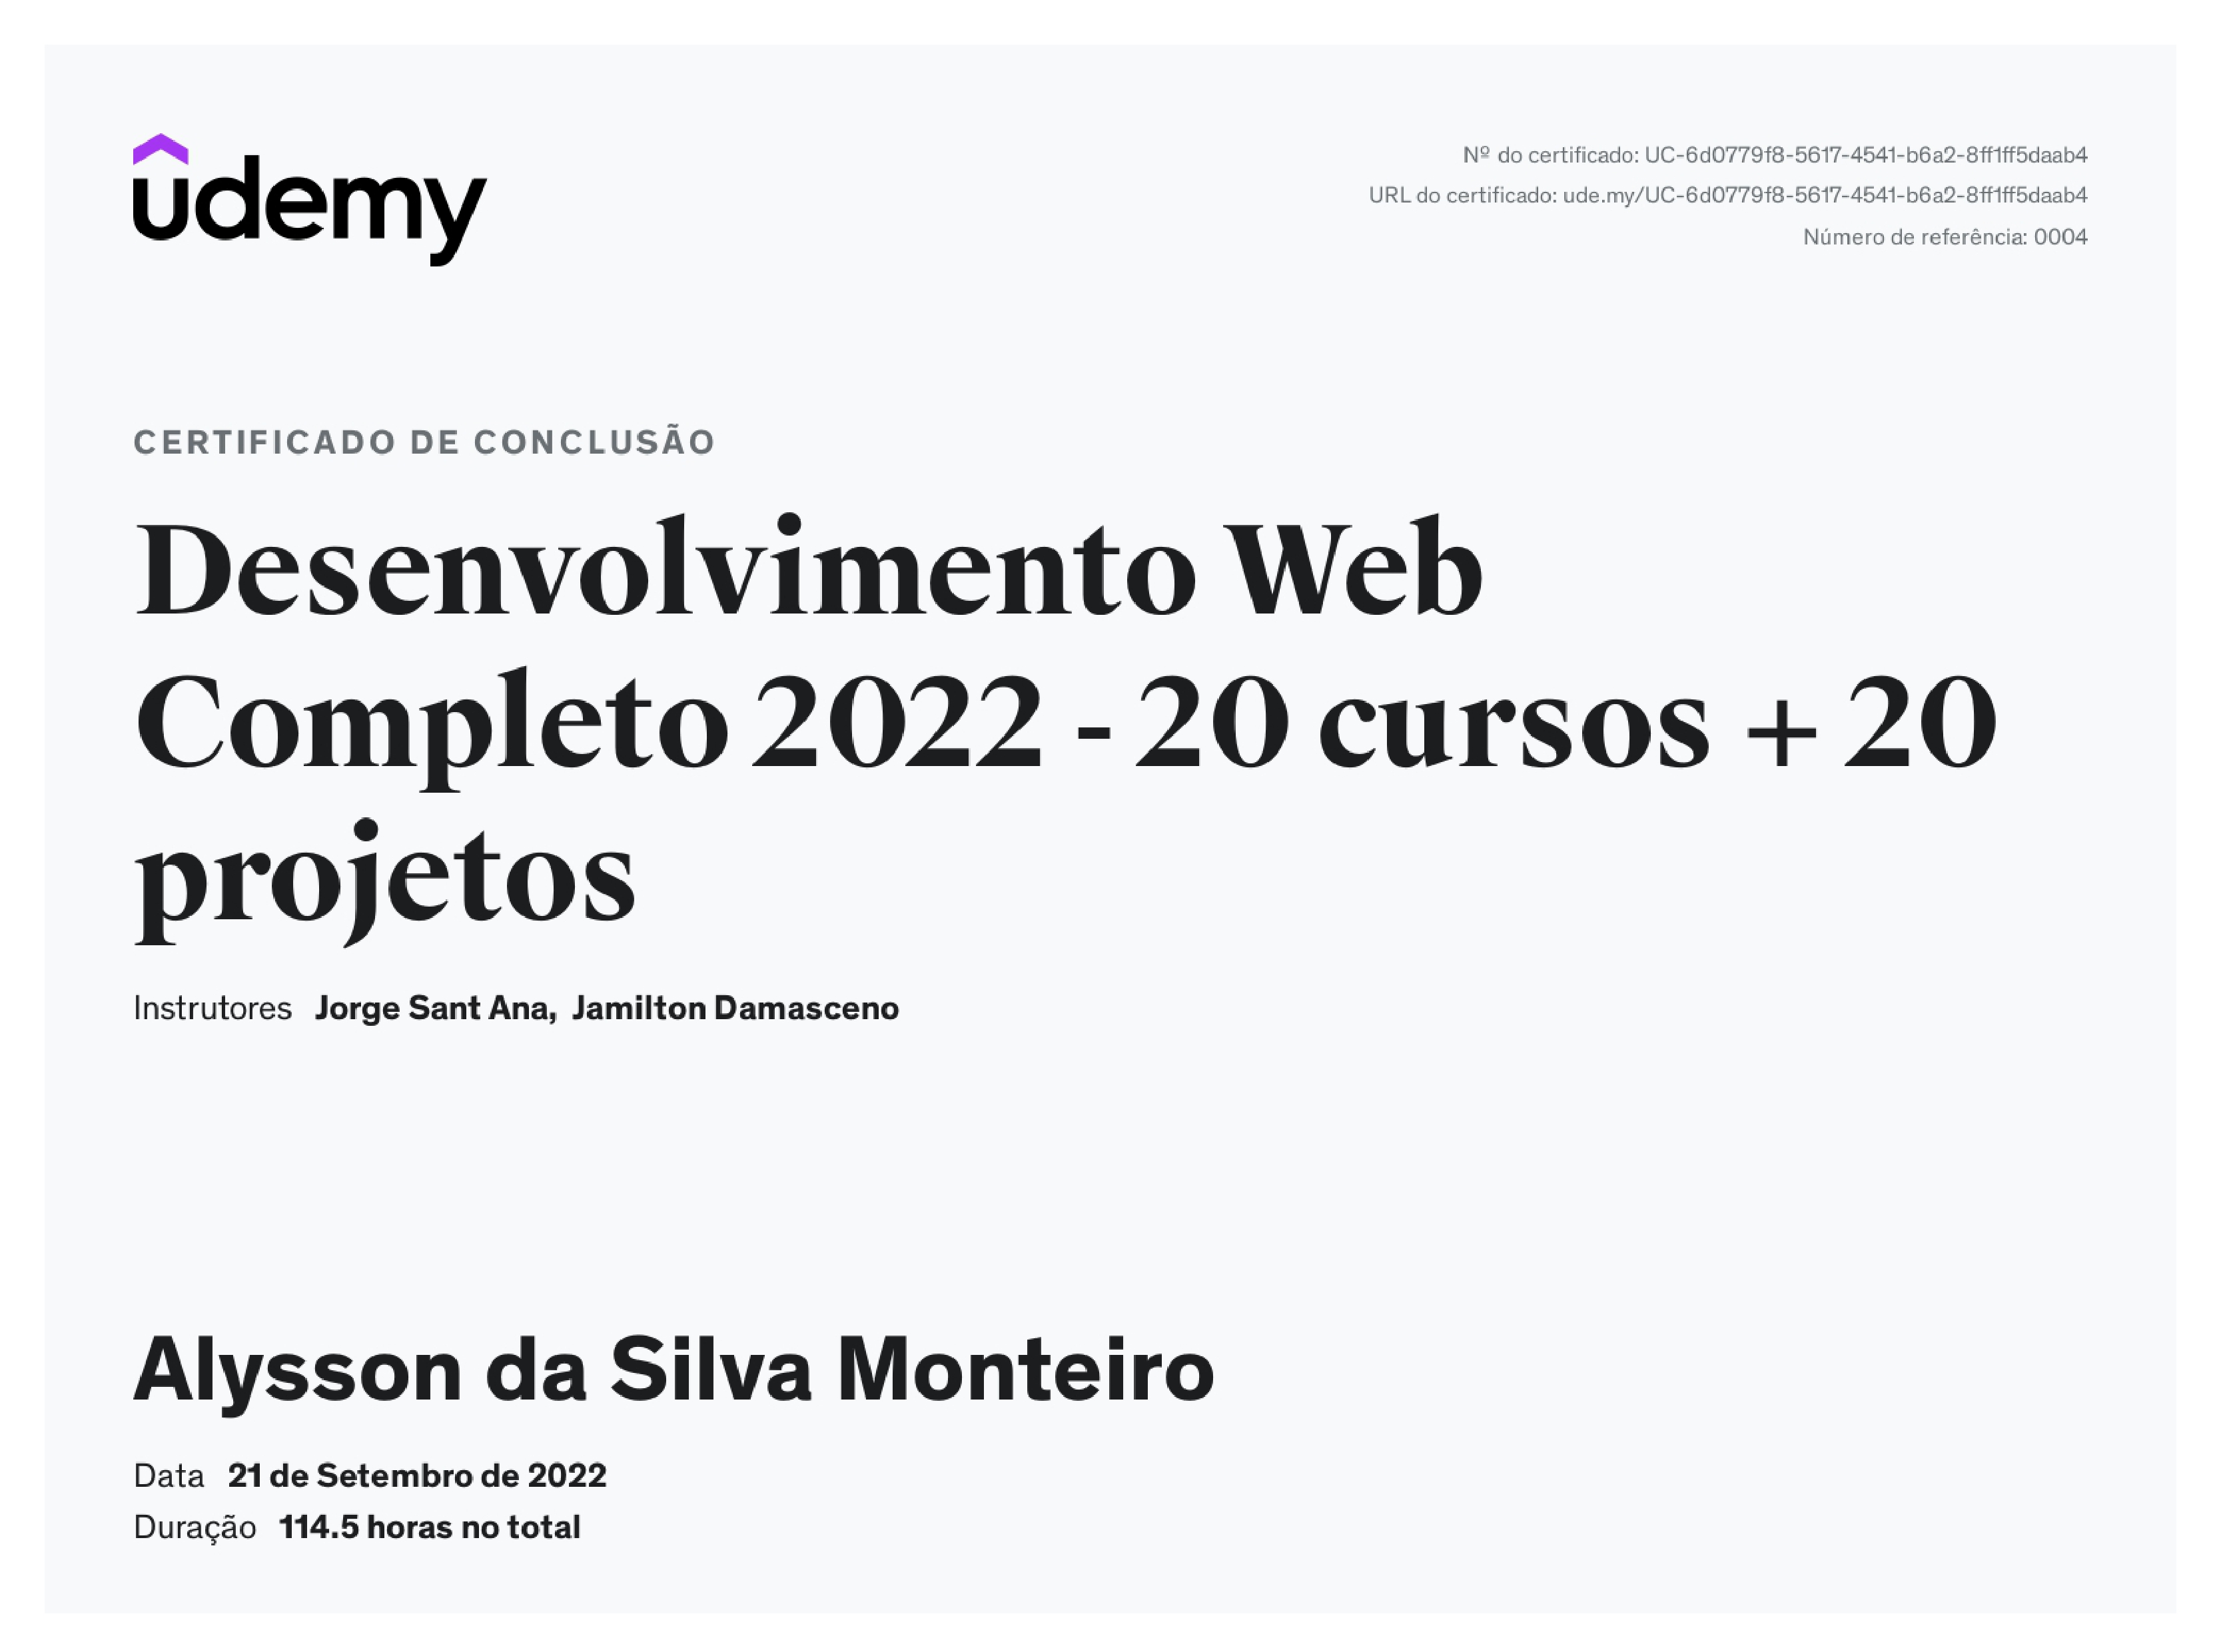 udemy
Nº do certificado: UC-6d0779f8-5617-4541-b6a2-8ff1ff5daab4
URL do certificado: ude.my/UC-6d0779f8-5617-4541-b6a2-8ff1ff5daab4
Número de referência: 0004
CERTIFICADO DE CONCLUSÃO
Desenvolvimento Web
Completo 2022 - 20 cursos + 20
projetos
Instrutores Jorge Sant Ana, Jamilton Damasceno
Alysson da Silva Monteiro
Data 21 de Setembro de 2022
Duração 114.5 horas no total